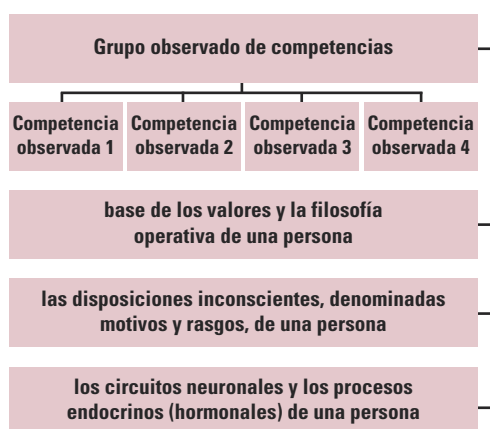 Grupo observado de competencias
Competencia observada 1
Competencia observada 2
Competencia observada 3
Competencia observada 4
base de los valores y la filosofía
operativa de una persona
las disposiciones inconscientes, denominadas
motivos y rasgos, de una persona
los circuitos neuronales y los procesos
endocrinos (hormonales) de una persona